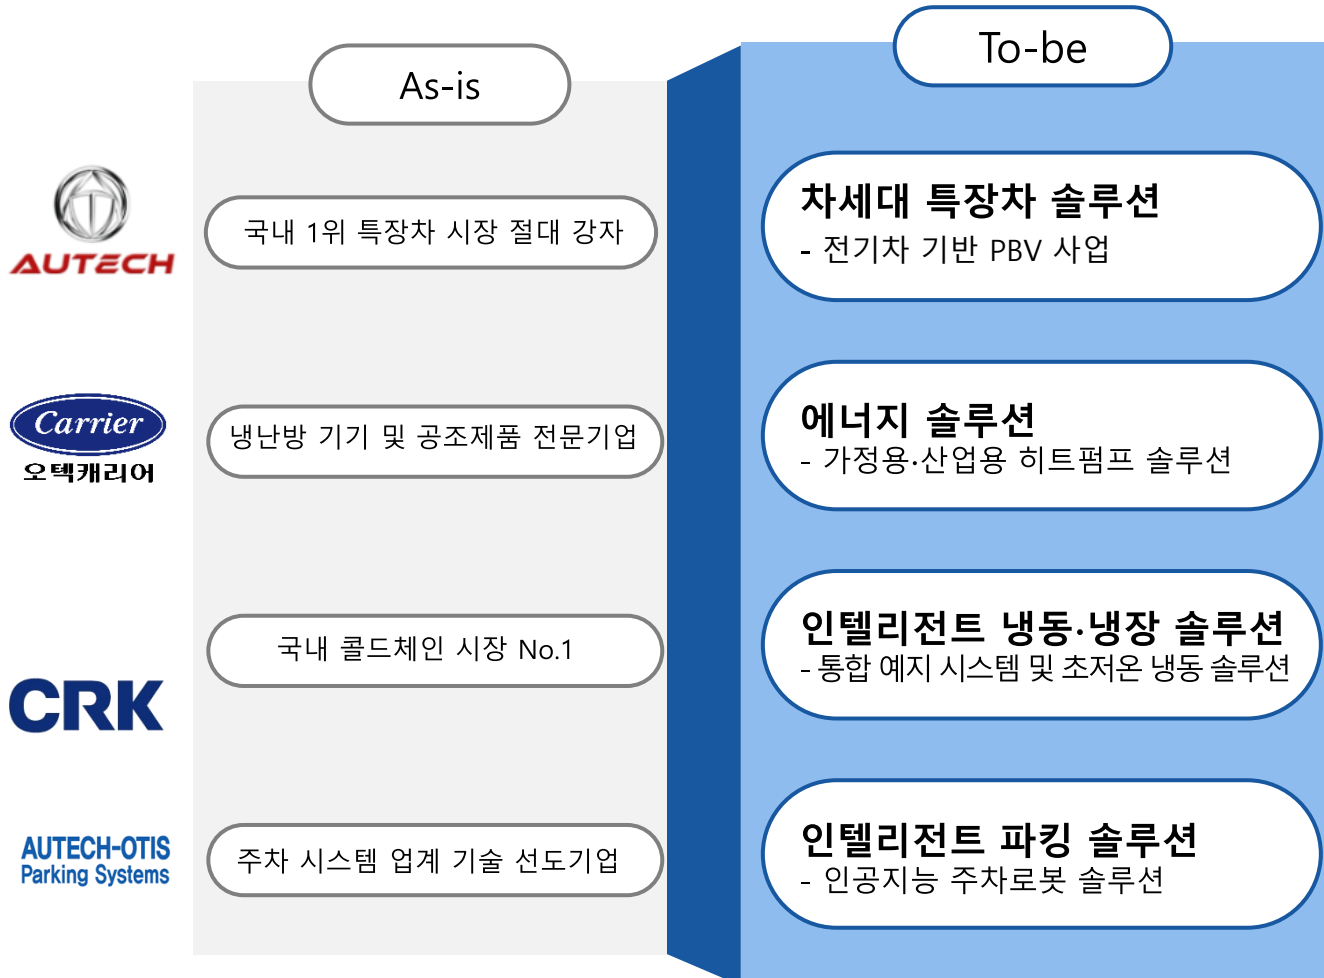 As-is
To-be
AUTECH
국내 1위 특장차 시장 절대 강자
차세대 특장차 솔루션
- 전기차 기반 PBV 사업
Carrier
오텍캐리어
냉난방 기기 및 공조제품 전문기업
에너지 솔루션
- 가정용·산업용 히트펌프 솔루션
CRK
국내 콜드체인 시장 No.1
인텔리전트 냉동·냉장 솔루션
- 통합 예지 시스템 및 초저온 냉동 솔루션
AUTECH-OTIS
Parking Systems
주차 시스템 업계 기술 선도기업
인텔리전트 파킹 솔루션
- 인공지능 주차로봇 솔루션